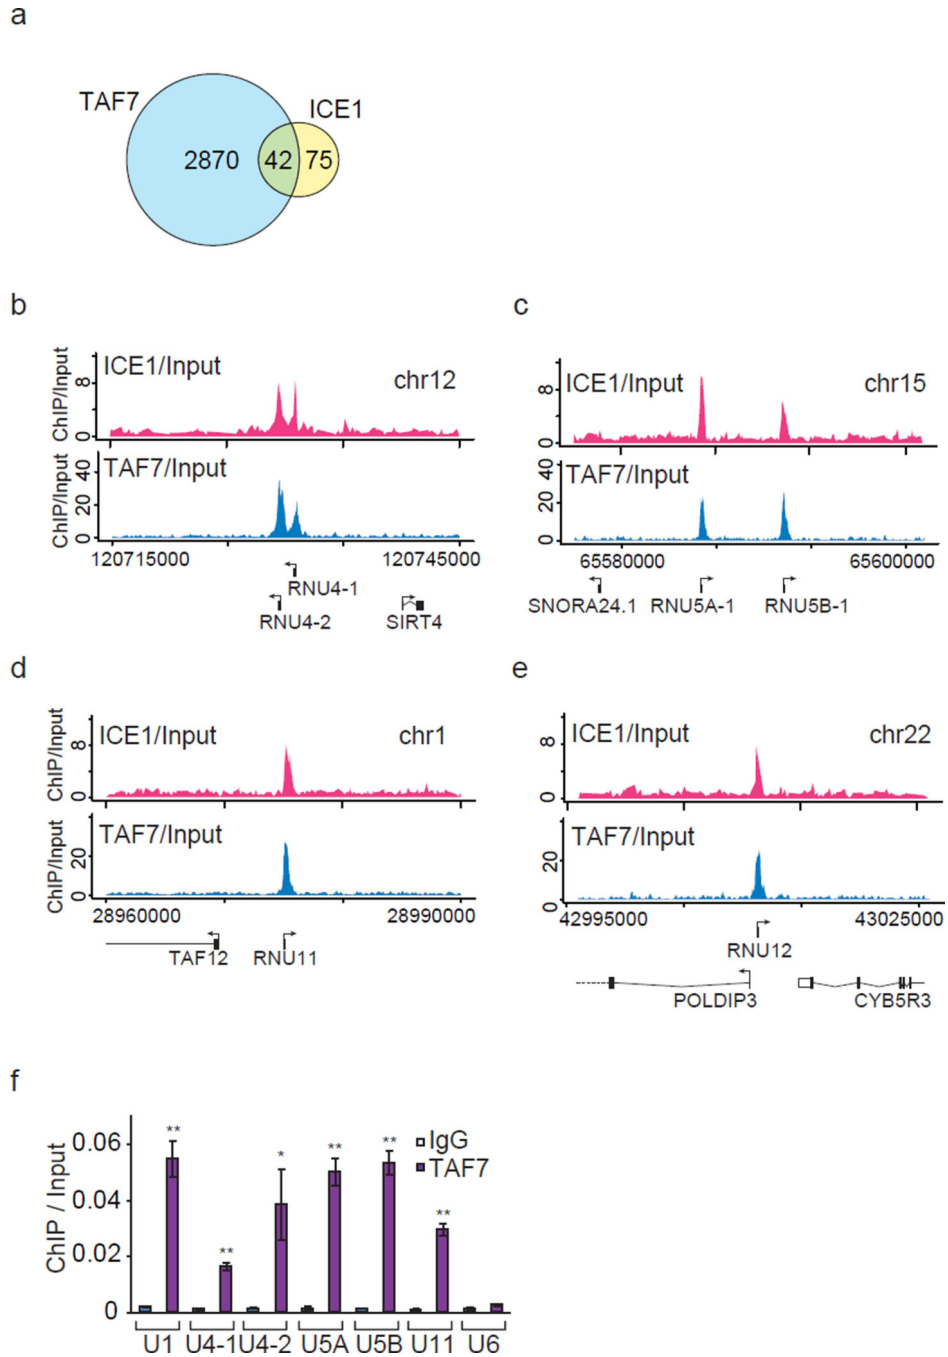 a
TAF7
ICE1
2870
42
75
b
ChIP/Input
8
0
ICE1/Input
chr12
ChIP/Input
40
20
0
TAF7/Input
120715000
120745000
RNU4-1
RNU4-2
SIRT4
c
8
0
ICE1/Input
chr15
40
20
0
TAF7/Input
65580000
65600000
SNORA24.1
RNU5A-1
RNU5B-1
d
ChIP/Input
8
0
ICE1/Input
chr1
ChIP/Input
20
0
TAF7/Input
28960000
28990000
TAF12
RNU11
e
8
0
ICE1/Input
chr22
20
0
TAF7/Input
42995000
43025000
RNU12
POLDIP3
CYB5R3
f
ChIP / Input
0.06
0.04
0.02
0
**
**
*
**
**
**
IgG
TAF7
U1
U4-1
U4-2
U5A
U5B
U11
U6